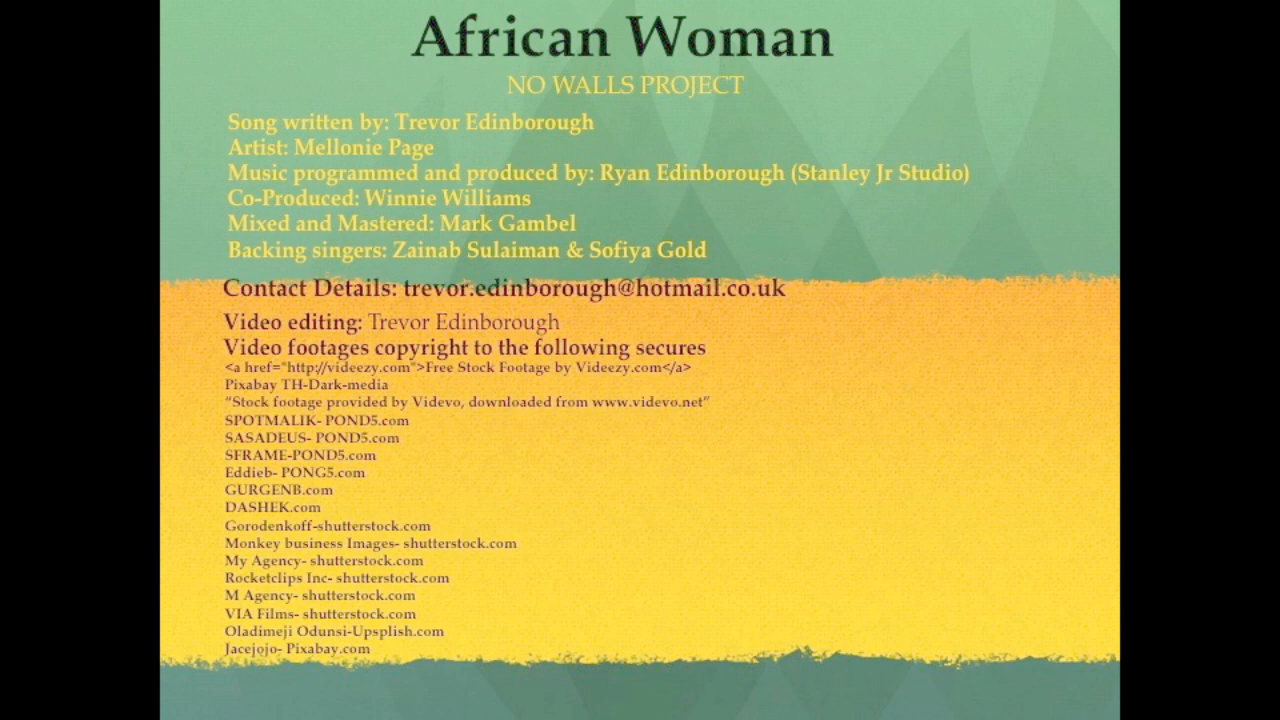 African Woman
NO WALLS PROJECT
Song written by: Trevor Edinborough
Artist: Mellonie Page
Music programmed and produced by: Ryan Edinborough (Stanley Jr Studio)
Co-Produced: Winnie Williams
Mixed and Mastered: Mark Gambel
Backing singers: Zainab Sulaiman & Sofiya Gold
Contact Details: trevor.edinborough@hotmail.co.uk
Video editing: Trevor Edinborough
Video footages copyright to the following secures
<a href="http://videezy.com">Free Stock Footage by Videezy.com</a>
Pixabay TH-Dark-media
“Stock footage provided by Videvo, downloaded from www.videvo.net”
SPOTMALIK- POND5.com
SASADEUS- POND5.com
SFRAME-POND5.com
Eddieb- PONG5.com
GURGENB.com
DASHEK.com
Gorodenkoff-shutterstock.com
Monkey business Images- shutterstock.com
My Agency- shutterstock.com
Rocketclips Inc- shutterstock.com
M Agency- shutterstock.com
VIA Films- shutterstock.com
Oladimeji Odunsi-Upsplish.com
Jacejojo- Pixabay.com